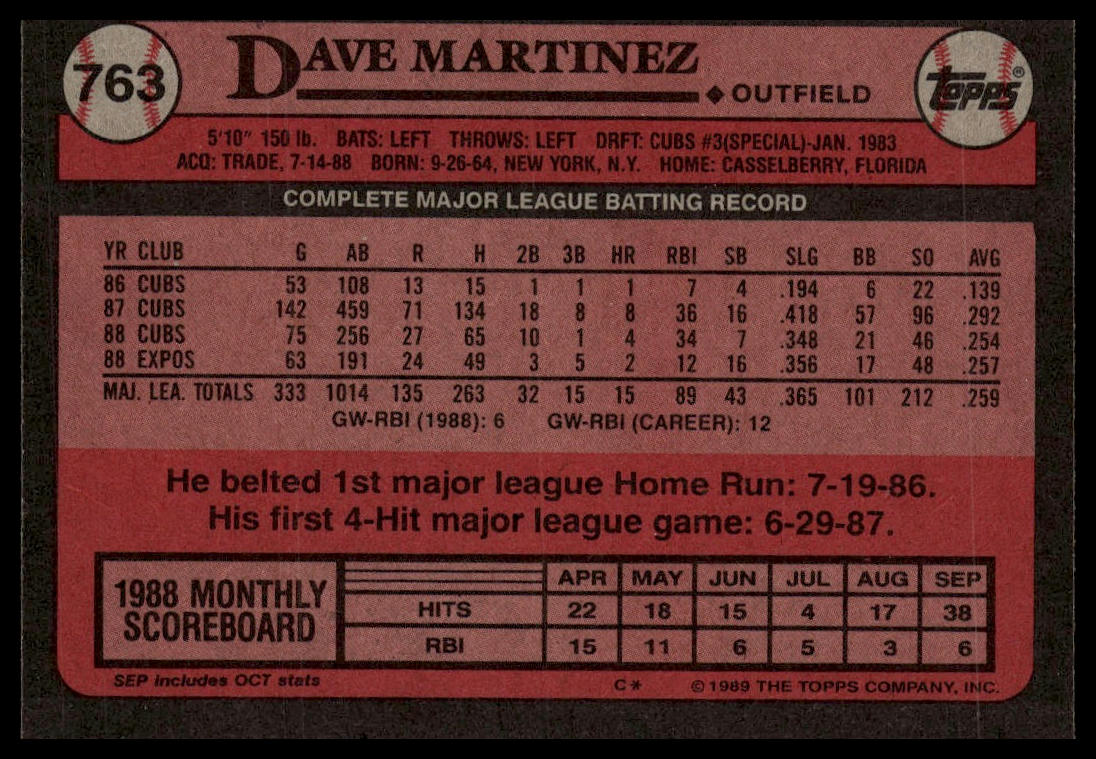 763
DAVE MARTINEZ
◆ OUTFIELD
TOPPS®
5'10" 150 lb. BATS: LEFT THROWS: LEFT DRFT: CUBS #3(SPECIAL)-JAN. 1983
ACQ: TRADE, 7-14-88 BORN: 9-26-64, NEW YORK, N.Y. HOME: CASSELBERRY, FLORIDA
COMPLETE MAJOR LEAGUE BATTING RECORD
YR CLUB G AB R H 2B 3B HR RBI SB SLG BB SO AVG
86 CUBS 53 108 13 15 1 1 1 7 4 .194 6 22 .139
87 CUBS 142 459 71 134 18 8 8 36 16 .418 57 96 .292
88 CUBS 75 256 27 65 10 1 4 34 7 .348 21 46 .254
88 EXPOS 63 191 24 49 3 5 2 12 16 .356 17 48 .257
MAJ. LEA. TOTALS 333 1014 135 263 32 15 15 89 43 .365 101 212 .259
GW-RBI (1988): 6 GW-RBI (CAREER): 12
He belted 1st major league Home Run: 7-19-86.
His first 4-Hit major league game: 6-29-87.
1988 MONTHLY
SCOREBOARD
APR MAY JUN JUL AUG SEP
HITS 22 18 15 4 17 38
RBI 15 11 6 5 3 6
SEP includes OCT stats
C* © 1989 THE TOPPS COMPANY, INC.